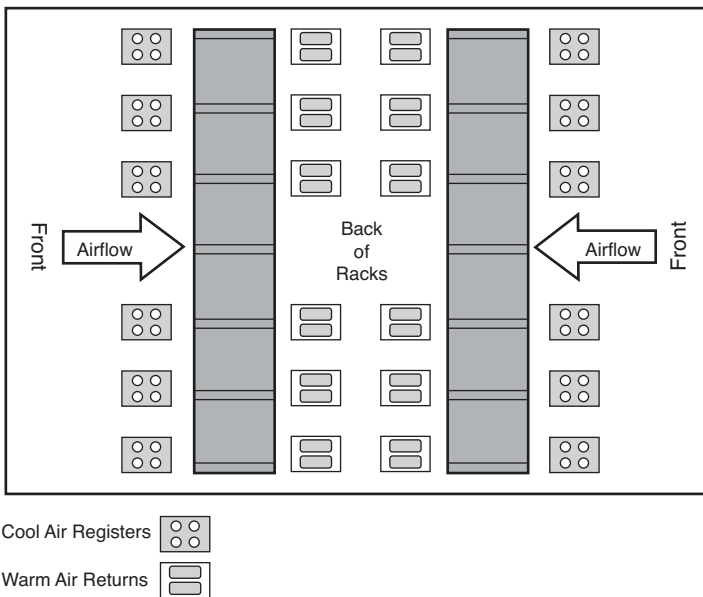 Front
Airflow
Back
of
Racks
Airflow
Front
Cool Air Registers
Warm Air Returns